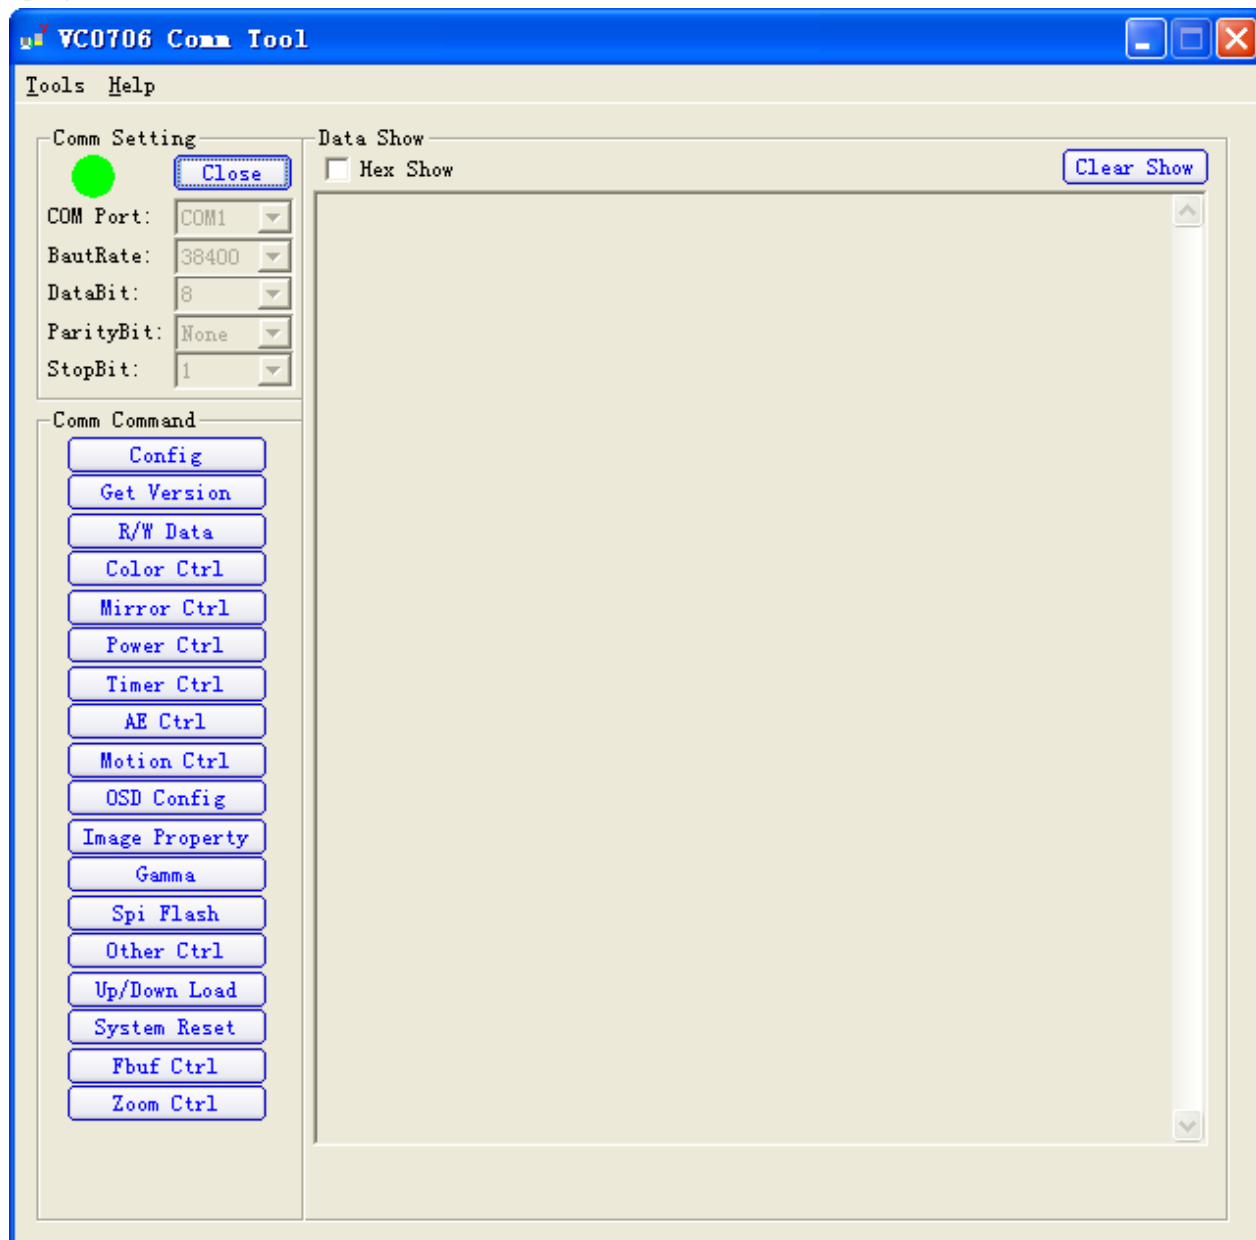 VC0706 Comm Tool
Tools Help
Comm Setting
Close
COM Port: COM1
BautRate: 38400
DataBit: 8
ParityBit: None
StopBit: 1
Comm Command
Config
Get Version
R/W Data
Color Ctrl
Mirror Ctrl
Power Ctrl
Timer Ctrl
AE Ctrl
Motion Ctrl
OSD Config
Image Property
Gamma
Spi Flash
Other Ctrl
Up/Down Load
System Reset
Fbuf Ctrl
Zoom Ctrl
Data Show
Hex Show Clear Show